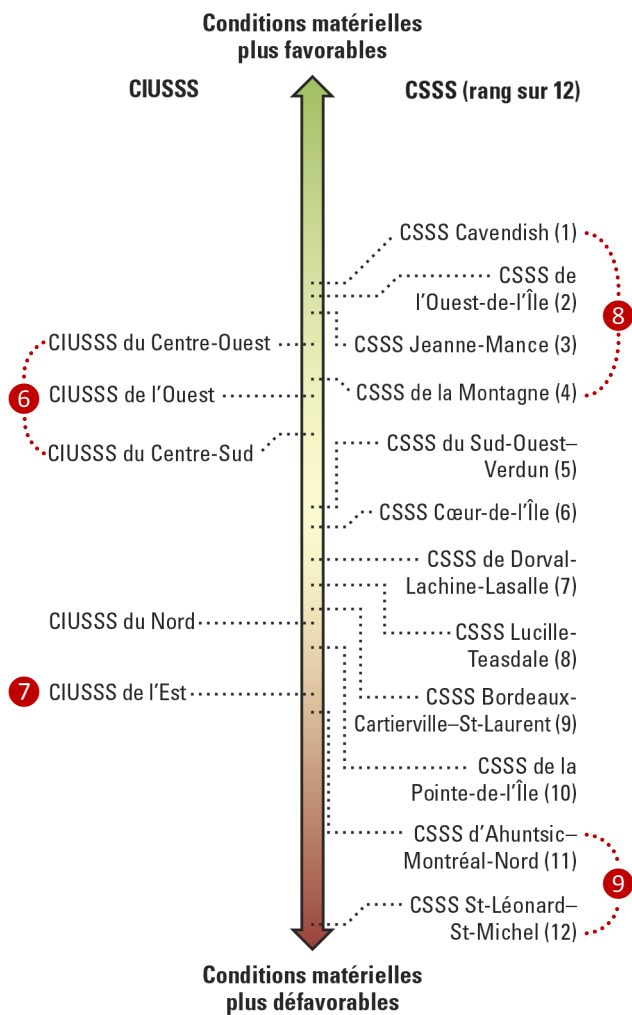 Conditions matérielles
plus favorables
CIUSSS
CSSS (rang sur 12)
CSSS Cavendish (1)
CSSS de
l'Ouest-de-l'Île (2)
8
CIUSSS du Centre-Ouest
CSSS Jeanne-Mance (3)
6
CIUSSS de l'Ouest
CSSS de la Montagne (4)
CIUSSS du Centre-Sud
CSSS du Sud-Ouest–
Verdun (5)
CSSS Cœur-de-l'Île (6)
CSSS de Dorval-
Lachine-Lasalle (7)
CIUSSS du Nord
CSSS Lucille-
Teasdale (8)
7
CIUSSS de l'Est
CSSS Bordeaux-
Cartierville–St-Laurent (9)
CSSS de la
Pointe-de-l'Île (10)
CSSS d'Ahuntsic–
Montréal-Nord (11)
9
CSSS St-Léonard–
St-Michel (12)
Conditions matérielles
plus défavorables